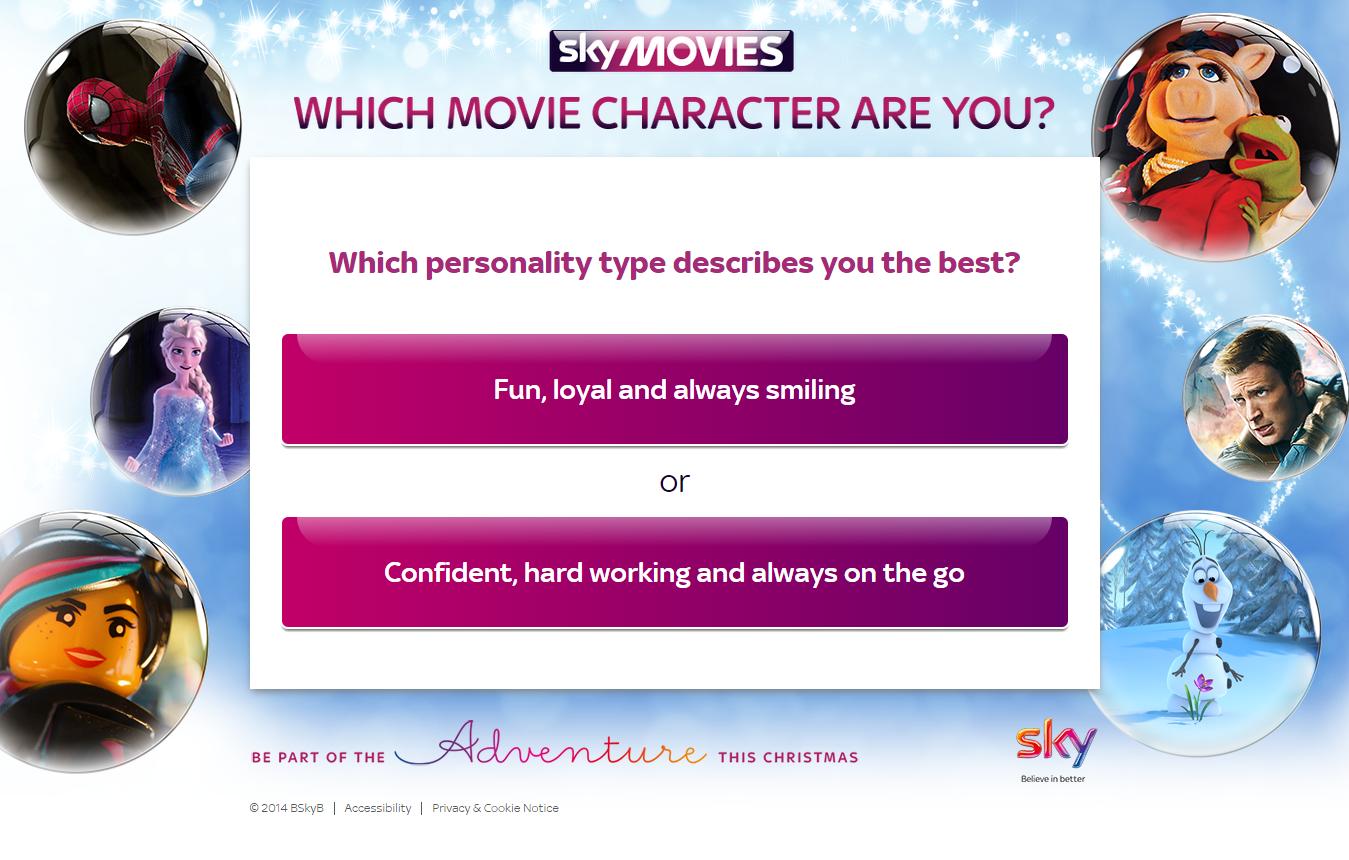 sky MOVIES
WHICH MOVIE CHARACTER ARE YOU?
Which personality type describes you the best?
Fun, loyal and always smiling
or
Confident, hard working and always on the go
BE PART OF THE Adventure THIS CHRISTMAS
sky
Believe in better
© 2014 BSkyB | Accessibility | Privacy & Cookie Notice